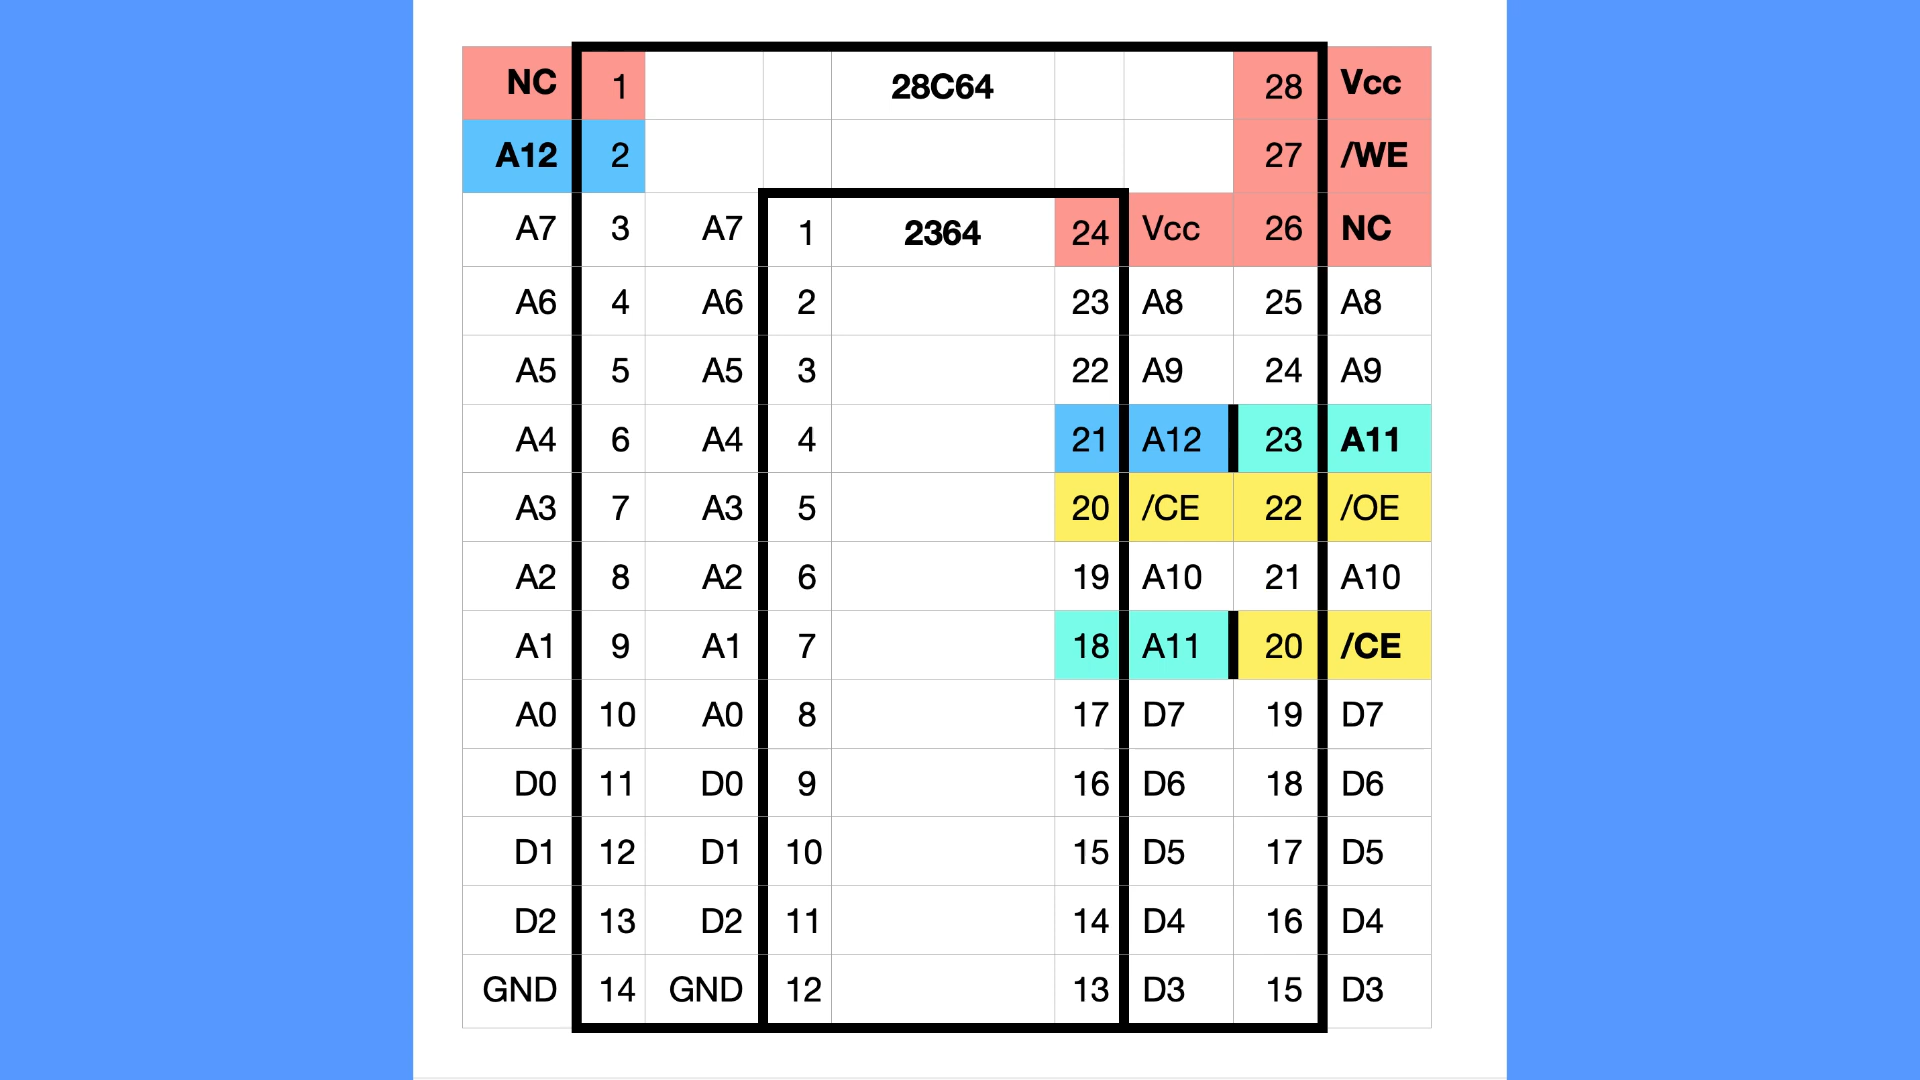 NC 1 28C64 28 Vcc
A12 2 27 /WE
A7 3 A7 1 2364 24 Vcc 26 NC
A6 4 A6 2 23 A8 25 A8
A5 5 A5 3 22 A9 24 A9
A4 6 A4 4 21 A12 23 A11
A3 7 A3 5 20 /CE 22 /OE
A2 8 A2 6 19 A10 21 A10
A1 9 A1 7 18 A11 20 /CE
A0 10 A0 8 17 D7 19 D7
D0 11 D0 9 16 D6 18 D6
D1 12 D1 10 15 D5 17 D5
D2 13 D2 11 14 D4 16 D4
GND 14 GND 12 13 D3 15 D3